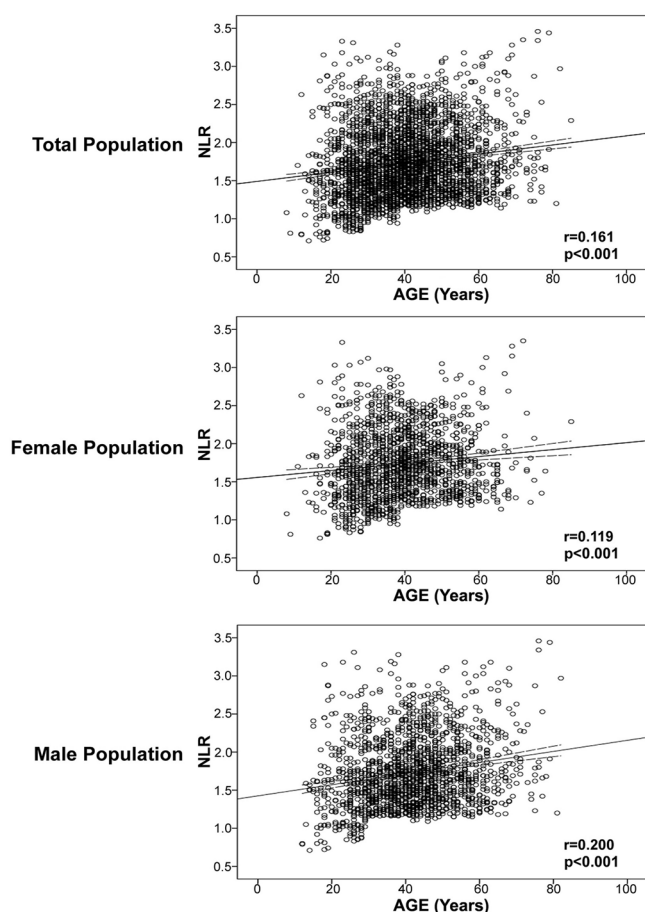 Total Population
NLR
3.5
3.0
2.5
2.0
1.5
1.0
0.5
r=0.161
p<0.001
0 20 40 60 80 100
AGE (Years)
Female Population
NLR
3.5
3.0
2.5
2.0
1.5
1.0
0.5
r=0.119
p<0.001
0 20 40 60 80 100
AGE (Years)
Male Population
NLR
3.5
3.0
2.5
2.0
1.5
1.0
0.5
r=0.200
p<0.001
0 20 40 60 80 100
AGE (Years)